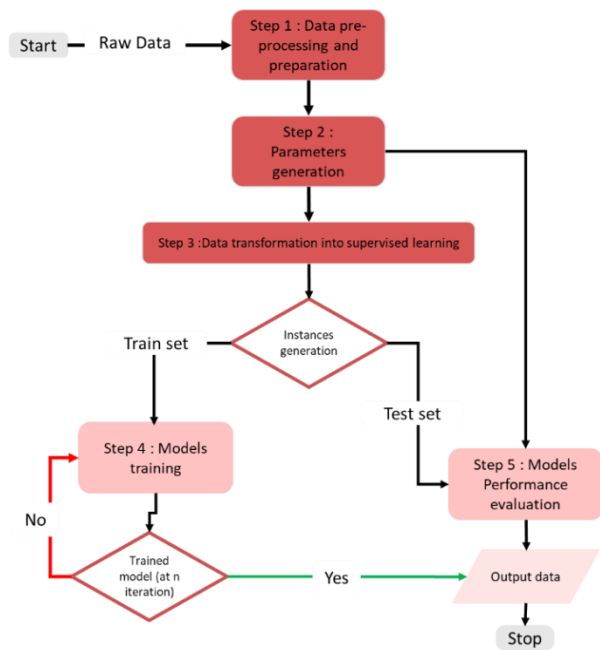 Start
Raw Data
Step 1 : Data pre-
processing and
preparation
Step 2 :
Parameters
generation
Step 3 :Data transformation into supervised learning
Instances
generation
Train set
Test set
Step 4 : Models
training
Step 5 : Models
Performance
evaluation
No
Trained
model (at n
iteration)
Yes
Output data
Stop